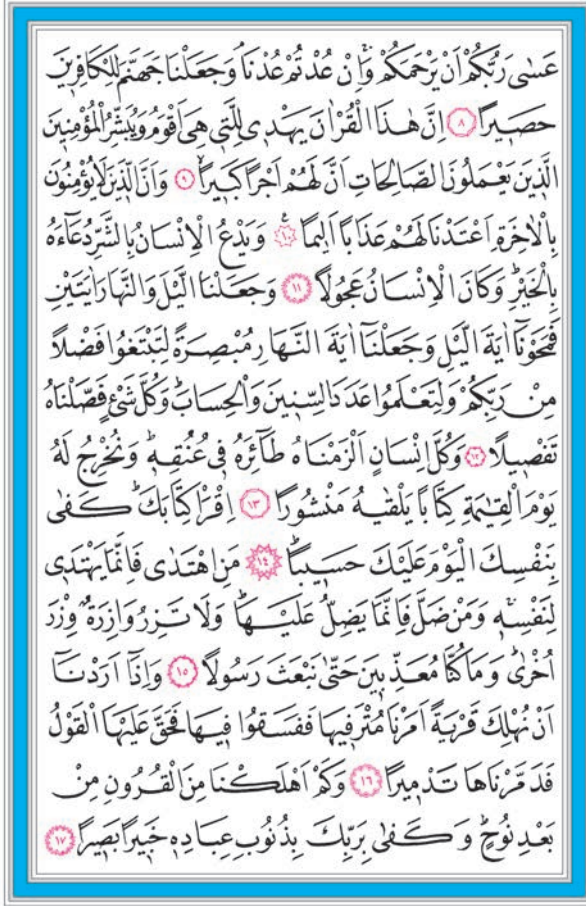 عَسٰى رَبُّكُمْ اَنْ يَرْحَمَكُمْۚ وَاِنْ عُدْتُمْ عُدْنَاۢ وَجَعَلْنَا جَهَنَّمَ لِلْكَافِر۪ينَ
حَص۪يرًا ﴿٨﴾ اِنَّ هٰذَا الْقُرْاٰنَ يَهْد۪ي لِلَّت۪ي هِيَ اَقْوَمُ وَيُبَشِّرُ الْمُؤْمِن۪ينَ
الَّذ۪ينَ يَعْمَلُونَ الصَّالِحَاتِ اَنَّ لَهُمْ اَجْرًا كَب۪يرًاۙ ﴿٩﴾ وَاَنَّ الَّذ۪ينَ لَا يُؤْمِنُونَ
بِالْاٰخِرَةِ اَعْتَدْنَا لَهُمْ عَذَابًا اَل۪يمًا۟ ﴿١٠﴾ وَيَدْعُ الْاِنْسَانُ بِالشَّرِّ دُعَٓاءَهُ
بِالْخَيْرِۜ وَكَانَ الْاِنْسَانُ عَجُولًا ﴿١١﴾ وَجَعَلْنَا الَّيْلَ وَالنَّهَارَ اٰيَتَيْنِ
فَمَحَوْنَٓا اٰيَةَ الَّيْلِ وَجَعَلْنَٓا اٰيَةَ النَّهَارِ مُبْصِرَةً لِتَبْتَغُوا فَضْلًا
مِنْ رَبِّكُمْ وَلِتَعْلَمُوا عَدَدَ السِّن۪ينَ وَالْحِسَابَۜ وَكُلَّ شَيْءٍ فَصَّلْنَاهُ
تَفْص۪يلًا ﴿١٢﴾ وَكُلَّ اِنْسَانٍ اَلْزَمْنَاهُ طَٓائِرَهُ ف۪ي عُنُقِه۪ۜ وَنُخْرِجُ لَهُ
يَوْمَ الْقِيٰمَةِ كِتَابًا يَلْقٰيهُ مَنْشُورًا ﴿١٣﴾ اِقْرَأْ كِتَابَكَۜ كَفٰى
بِنَفْسِكَ الْيَوْمَ عَلَيْكَ حَس۪يبًاۜ ﴿١٤﴾ مَنِ اهْتَدٰى فَاِنَّمَا يَهْتَد۪ي
لِنَفْسِه۪ۚ وَمَنْ ضَلَّ فَاِنَّمَا يَضِلُّ عَلَيْهَاۜ وَلَا تَزِرُ وَازِرَةٌ وِزْرَ
اُخْرٰىۜ وَمَا كُنَّا مُعَذِّب۪ينَ حَتّٰى نَبْعَثَ رَسُولًا ﴿١٥﴾ وَاِذَٓا اَرَدْنَٓا
اَنْ نُهْلِكَ قَرْيَةً اَمَرْنَا مُتْرَف۪يهَا فَفَسَقُوا ف۪يهَا فَحَقَّ عَلَيْهَا الْقَوْلُ
فَدَمَّرْنَاهَا تَدْم۪يرًا ﴿١٦﴾ وَكَمْ اَهْلَكْنَا مِنَ الْقُرُونِ مِنْ
بَعْدِ نُوحٍۜ وَكَفٰى بِرَبِّكَ بِذُنُوبِ عِبَادِه۪ خَب۪يرًا بَص۪يرًا ﴿١٧﴾